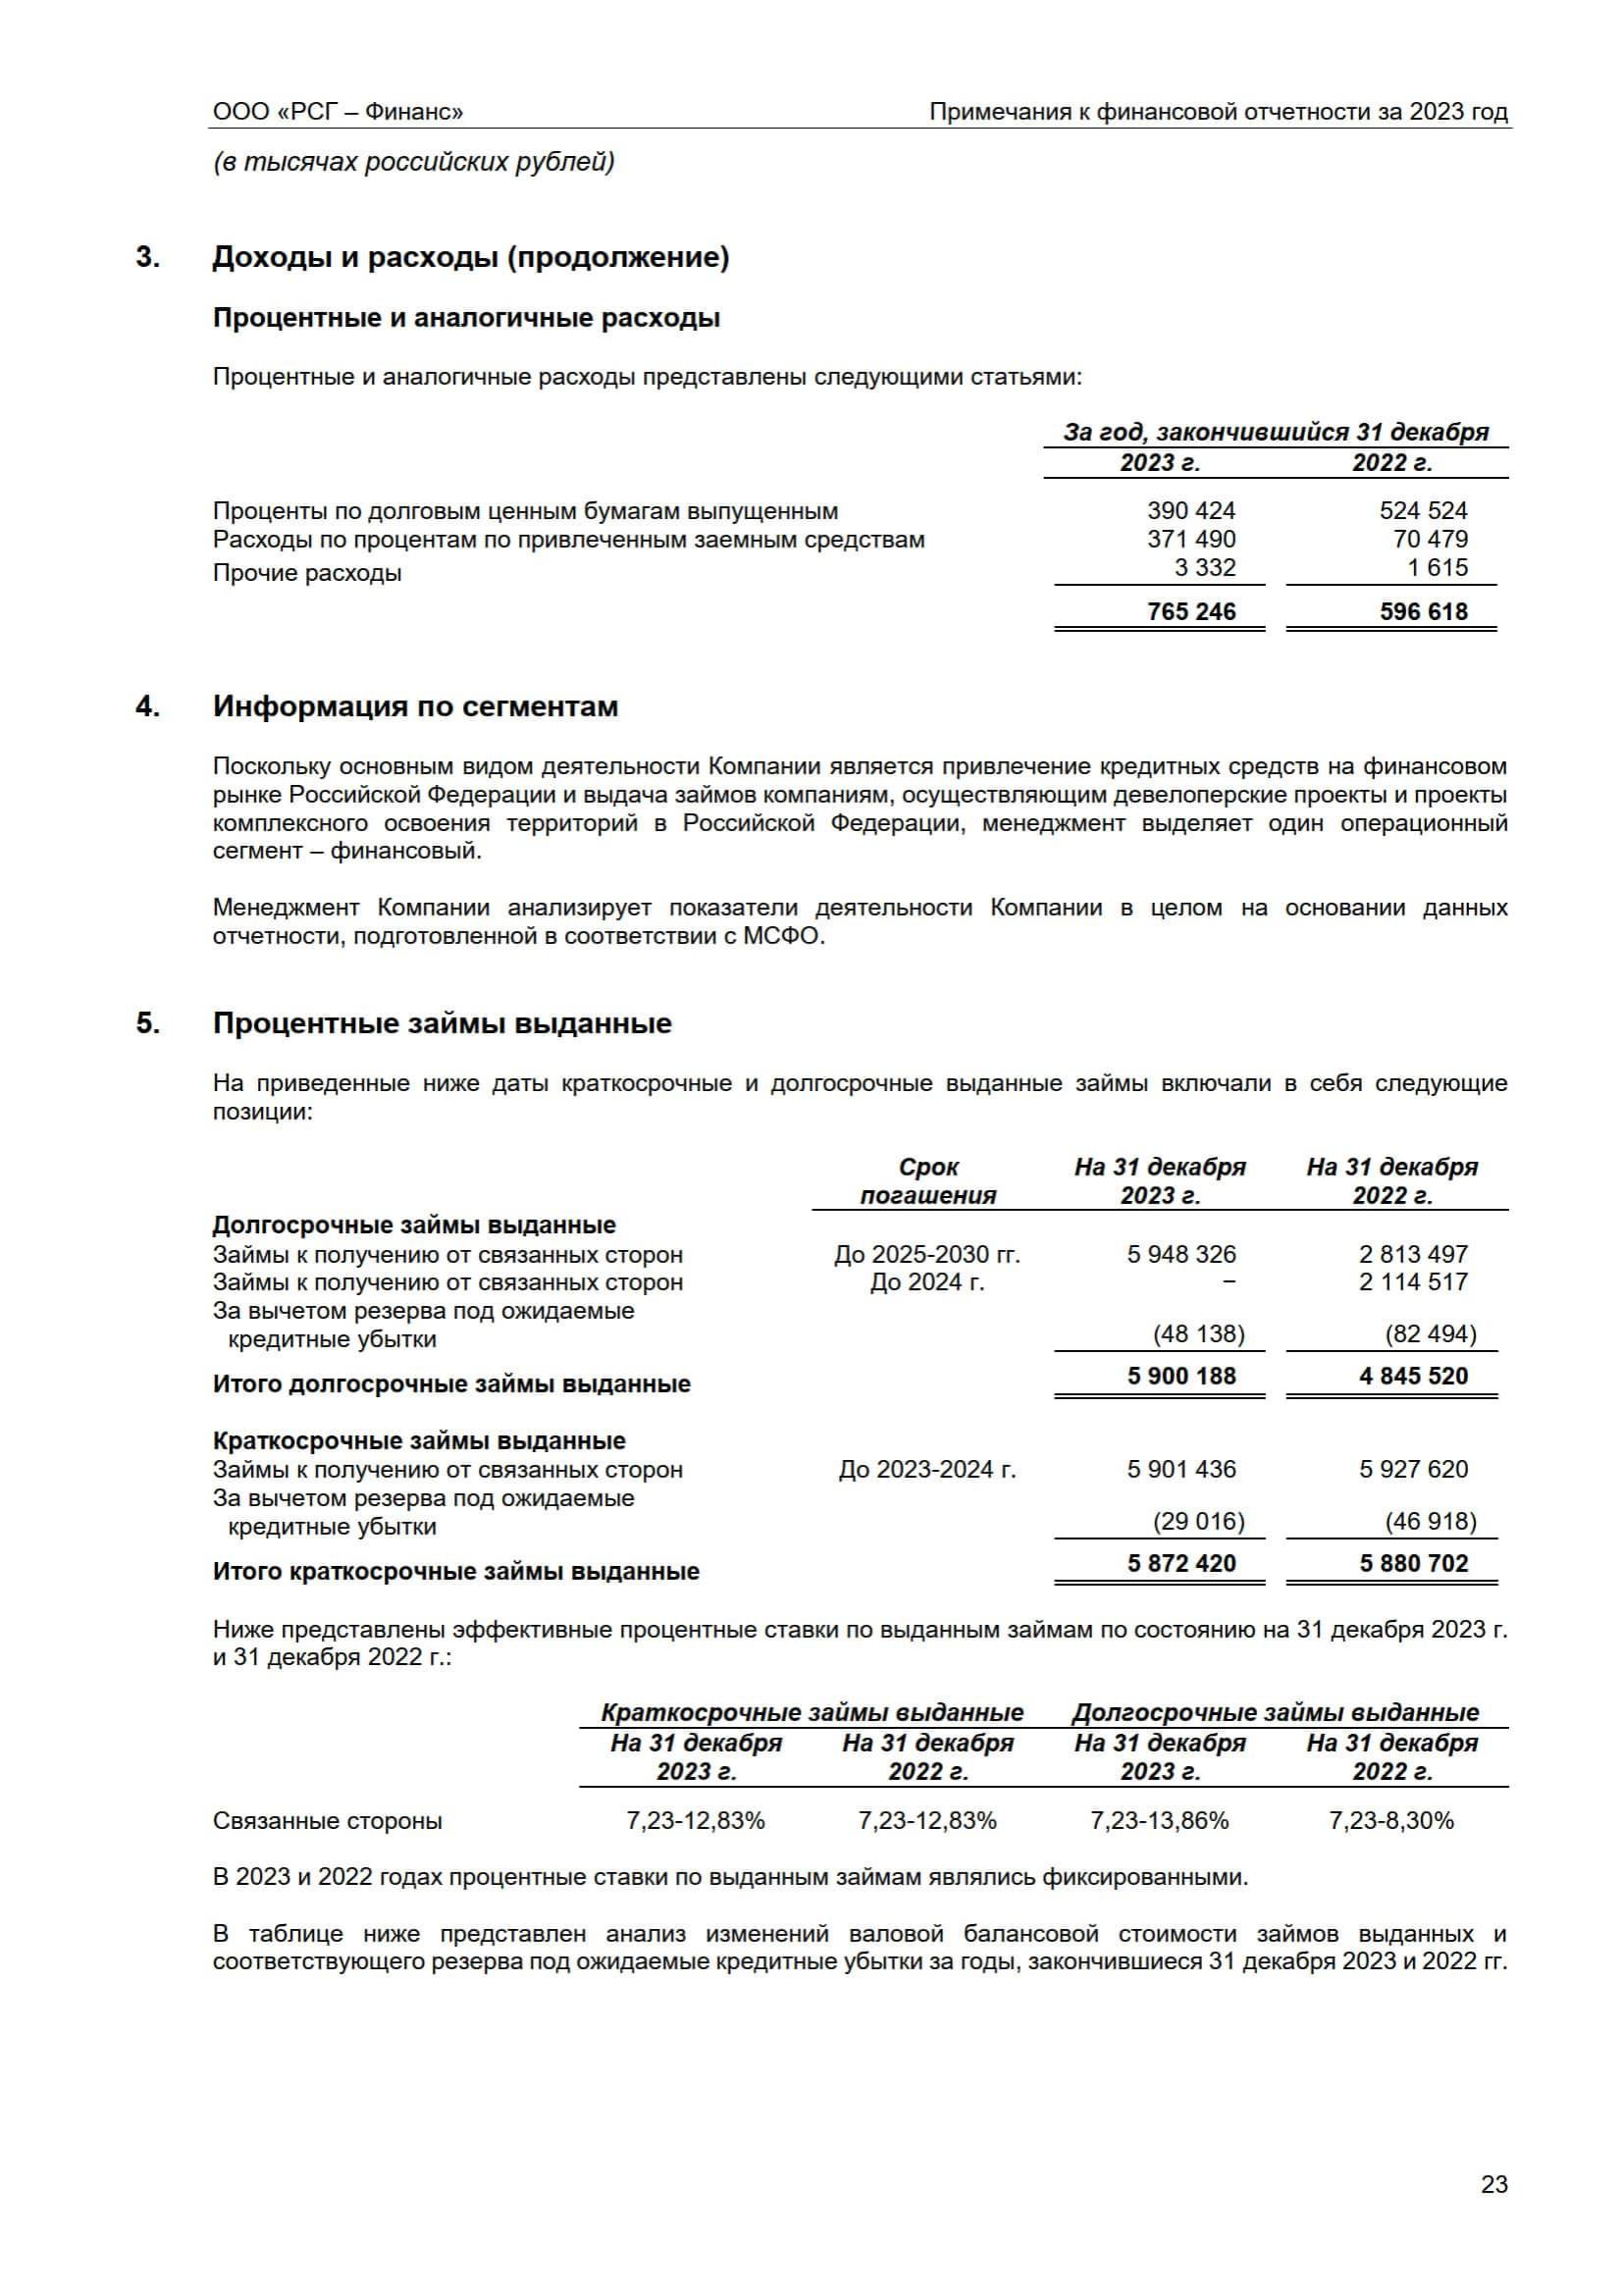 ООО «РСГ – Финанс» Примечания к финансовой отчетности за 2023 год
(в тысячах российских рублей)
3. Доходы и расходы (продолжение)
Процентные и аналогичные расходы
Процентные и аналогичные расходы представлены следующими статьями:
За год, закончившийся 31 декабря
2023 г. 2022 г.
Проценты по долговым ценным бумагам выпущенным 390 424 524 524
Расходы по процентам по привлеченным заемным средствам 371 490 70 479
Прочие расходы 3 332 1 615
765 246 596 618
4. Информация по сегментам
Поскольку основным видом деятельности Компании является привлечение кредитных средств на финансовом
рынке Российской Федерации и выдача займов компаниям, осуществляющим девелоперские проекты и проекты
комплексного освоения территорий в Российской Федерации, менеджмент выделяет один операционный
сегмент – финансовый.
Менеджмент Компании анализирует показатели деятельности Компании в целом на основании данных
отчетности, подготовленной в соответствии с МСФО.
5. Процентные займы выданные
На приведенные ниже даты краткосрочные и долгосрочные выданные займы включали в себя следующие
позиции:
Срок На 31 декабря На 31 декабря
погашения 2023 г. 2022 г.
Долгосрочные займы выданные
Займы к получению от связанных сторон До 2025-2030 гг. 5 948 326 2 813 497
Займы к получению от связанных сторон До 2024 г. – 2 114 517
За вычетом резерва под ожидаемые
кредитные убытки (48 138) (82 494)
Итого долгосрочные займы выданные 5 900 188 4 845 520
Краткосрочные займы выданные
Займы к получению от связанных сторон До 2023-2024 г. 5 901 436 5 927 620
За вычетом резерва под ожидаемые
кредитные убытки (29 016) (46 918)
Итого краткосрочные займы выданные 5 872 420 5 880 702
Ниже представлены эффективные процентные ставки по выданным займам по состоянию на 31 декабря 2023 г.
и 31 декабря 2022 г.:
Краткосрочные займы выданные Долгосрочные займы выданные
На 31 декабря На 31 декабря На 31 декабря На 31 декабря
2023 г. 2022 г. 2023 г. 2022 г.
Связанные стороны 7,23-12,83% 7,23-12,83% 7,23-13,86% 7,23-8,30%
В 2023 и 2022 годах процентные ставки по выданным займам являлись фиксированными.
В таблице ниже представлен анализ изменений валовой балансовой стоимости займов выданных и
соответствующего резерва под ожидаемые кредитные убытки за годы, закончившиеся 31 декабря 2023 и 2022 гг.
23